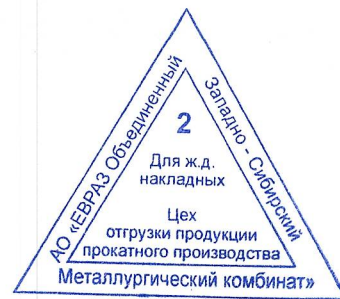 АО «ЕВРАЗ Объединенный
Западно - Сибирский
Металлургический комбинат»
2
Для ж.д.
накладных
Цех
отгрузки продукции
прокатного производства